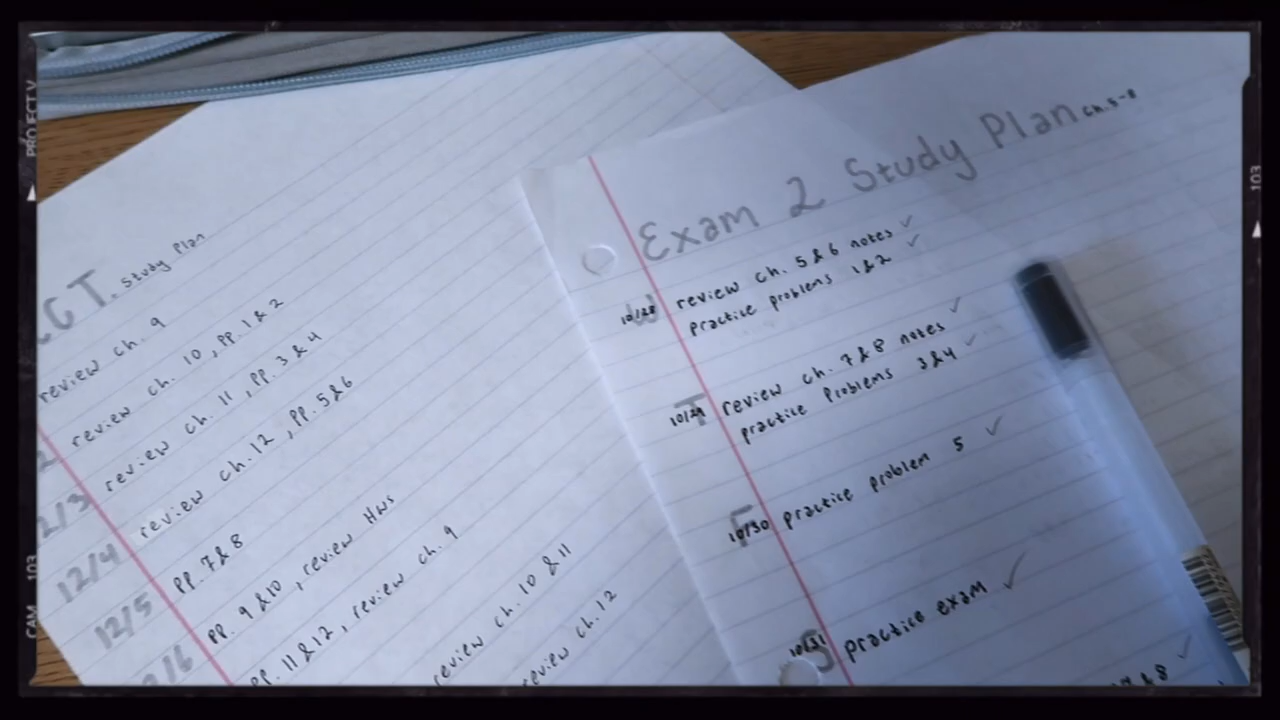 Study Plan
review ch. 9
review ch. 10, pp. 1 & 2
review ch. 11, pp. 3 & 4
12/3
review ch. 12, pp. 5 & 6
12/4
pp. 7 & 8
12/5
pp. 9 & 10, review HWs
pp. 11 & 12, review ch. 9
review ch. 10 & 11
review ch. 12
Exam 2 Study Plan ch. 5-8
W 10/28 review ch. 5 & 6 notes ✓
practice problems 1 & 2 ✓
T 10/29 review ch. 7 & 8 notes ✓
practice problems 3 & 4 ✓
F 10/30 practice problem 5 ✓
S 10/31 practice exam ✓
& 8 ✓
PROJECT V
CAM 103
103